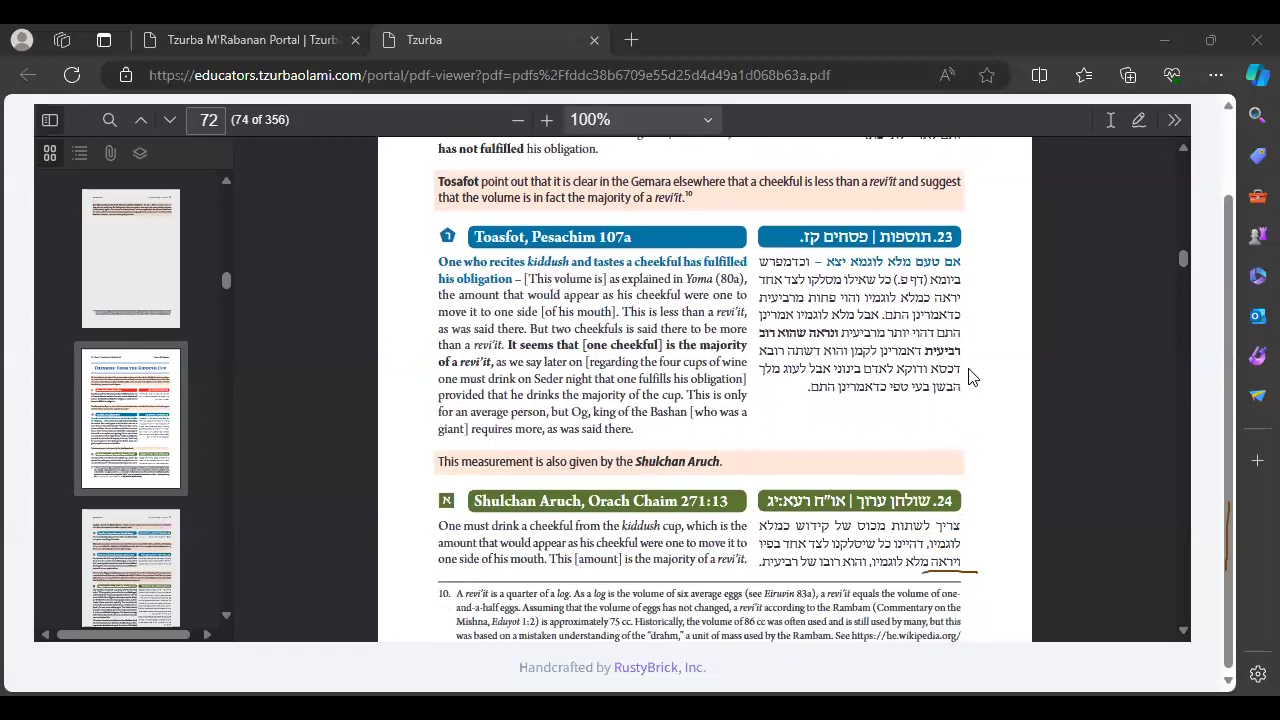 Tzurba M'Rabanan Portal | Tzurb
Tzurba
https://educators.tzurbaolami.com/portal/pdf-viewer?pdf=pdfs%2Ffddc38b6709e55d25d4d49a1d068b63a.pdf
72 (74 of 356) 100%
has not fulfilled his obligation.
Tosafot point out that it is clear in the Gemara elsewhere that a cheekful is less than a revi'it and suggest
that the volume is in fact the majority of a revi'it.10
Toasfot, Pesachim 107a
23. תוספות | פסחים קז.
One who recites kiddush and tastes a cheekful has fulfilled
his obligation – [This volume is] as explained in Yoma (80a),
the amount that would appear as his cheekful were one to
move it to one side [of his mouth]. This is less than a revi'it,
as was said there. But two cheekfuls is said there to be more
than a revi'it. It seems that [one cheekful] is the majority
of a revi'it, as we say later on [regarding the four cups of wine
one must drink on Seder night that one fulfills his obligation]
provided that he drinks the majority of the cup. This is only
for an average person, but Og, king of the Bashan [who was a
giant] requires more, as was said there.
אם טעם מלא לוגמא יצא – וכדמפרש
ביומא (דף פ.) כל שאילו מסלקו לצד אחד
יראה כמלא לוגמיו והוי פחות מרביעית
כדאמרינן התם. אבל מלא לוגמיו אמרינן
התם דהוי יותר מרביעית ונראה שהוא רוב
רביעית דאמרינן לקמן והוא דשתה רובא
דכסא ודוקא לאדם בינוני אבל לעוג מלך
הבשן בעי טפי כדאמרינן התם.
This measurement is also given by the Shulchan Aruch.
א
Shulchan Aruch, Orach Chaim 271:13
24. שולחן ערוך | או"ח רעא:יג
One must drink a cheekful from the kiddush cup, which is the
amount that would appear as his cheekful were one to move it to
one side of his mouth. This [amount] is the majority of a revi'it.
צריך לשתות מכוס של קידוש כמלא
לוגמיו, דהיינו כל שיסלקנו לצד אחד בפיו
ויראה מלא לוגמיו, והוא רובו של רביעית.
10. A revi'it is a quarter of a log. As a log is the volume of six average eggs (see Eiruvin 83a), a revi'it equals the volume of one-
and-a-half eggs. Assuming that the volume of eggs has not changed, a revi'it according to the Rambam (Commentary on the
Mishna, Eduyot 1:2) is approximately 75 cc. Historically, the volume of 86 cc was often used and is still used by many, but this
was based on a mistaken understanding of the "drahm," a unit of mass used by the Rambam. See https://he.wikipedia.org/
Handcrafted by RustyBrick, Inc.